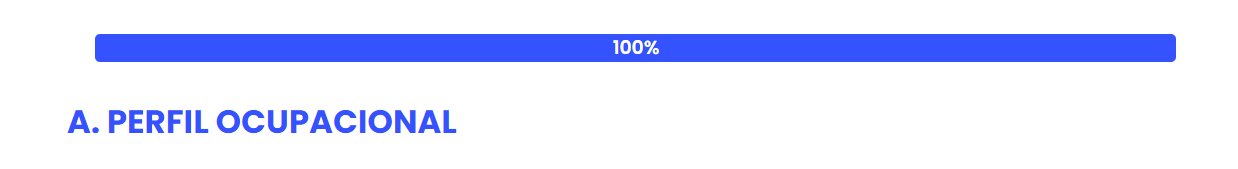 100%
A. PERFIL OCUPACIONAL